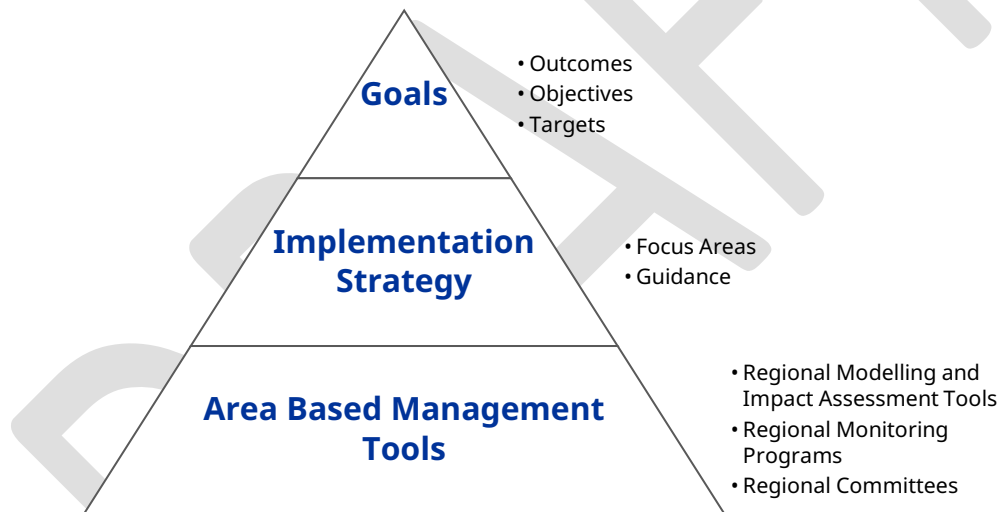 Goals
• Outcomes
• Objectives
• Targets
Implementation
Strategy
• Focus Areas
• Guidance
Area Based Management
Tools
• Regional Modelling and
Impact Assessment Tools
• Regional Monitoring
Programs
• Regional Committees
DRAFT